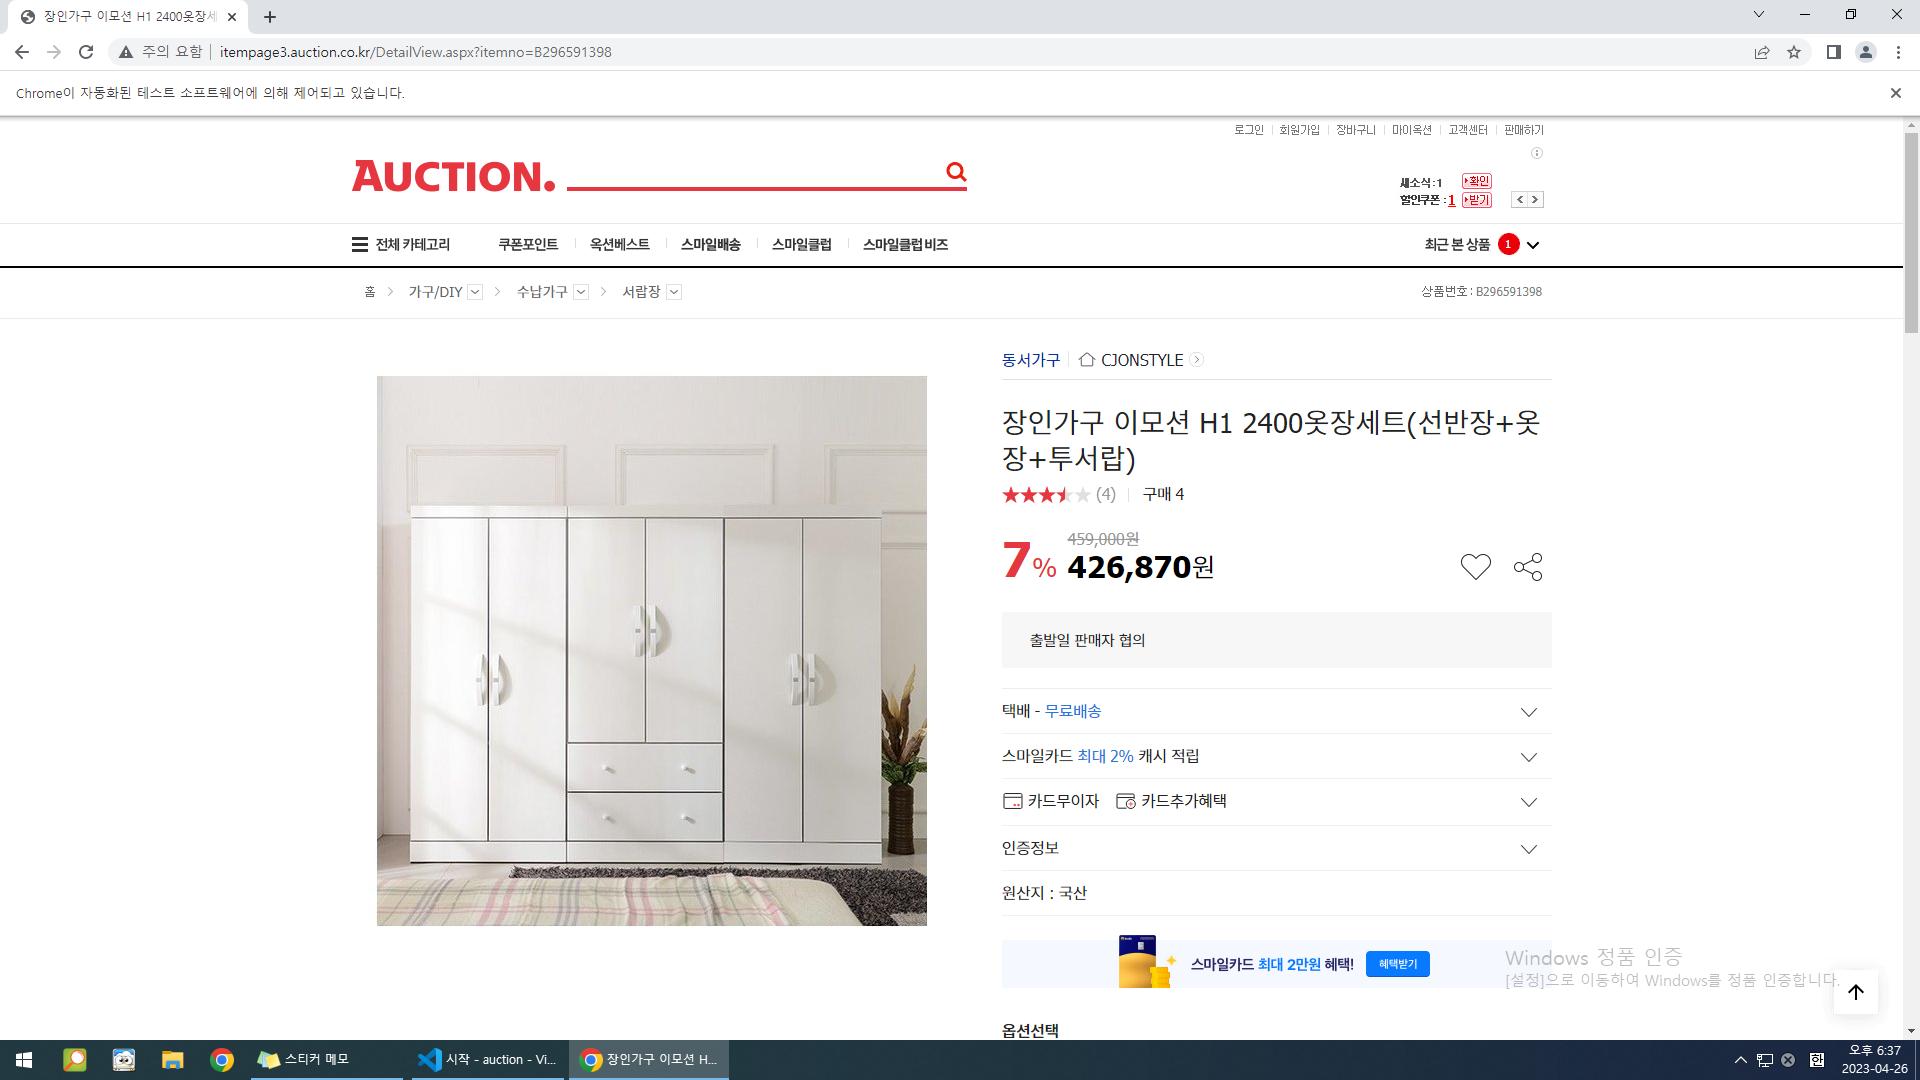 장인가구 이모션 H1 2400옷장세
주의 요함 itempage3.auction.co.kr/DetailView.aspx?itemno=B296591398
Chrome이 자동화된 테스트 소프트웨어에 의해 제어되고 있습니다.
로그인 회원가입 장바구니 마이옥션 고객센터 판매하기
AUCTION.
새소식:1 확인
할인쿠폰:1 받기
전체 카테고리 쿠폰포인트 옥션베스트 스마일배송 스마일클럽 스마일클럽 비즈 최근 본 상품 1
홈 가구/DIY 수납가구 서랍장 상품번호 : B296591398
동서가구 CJONSTYLE
장인가구 이모션 H1 2400옷장세트(선반장+옷
장+투서랍)
(4) 구매 4
459,000원
7% 426,870원
출발일 판매자 협의
택배 - 무료배송
스마일카드 최대 2% 캐시 적립
카드무이자 카드추가혜택
인증정보
원산지 : 국산
스마일카드 최대 2만원 혜택! 혜택받기
Windows 정품 인증
[설정]으로 이동하여 Windows를 정품 인증합니다.
옵션선택
스티커 메모 시작 - auction - Vi... 장인가구 이모션 H... 한 오후 6:37
2023-04-26